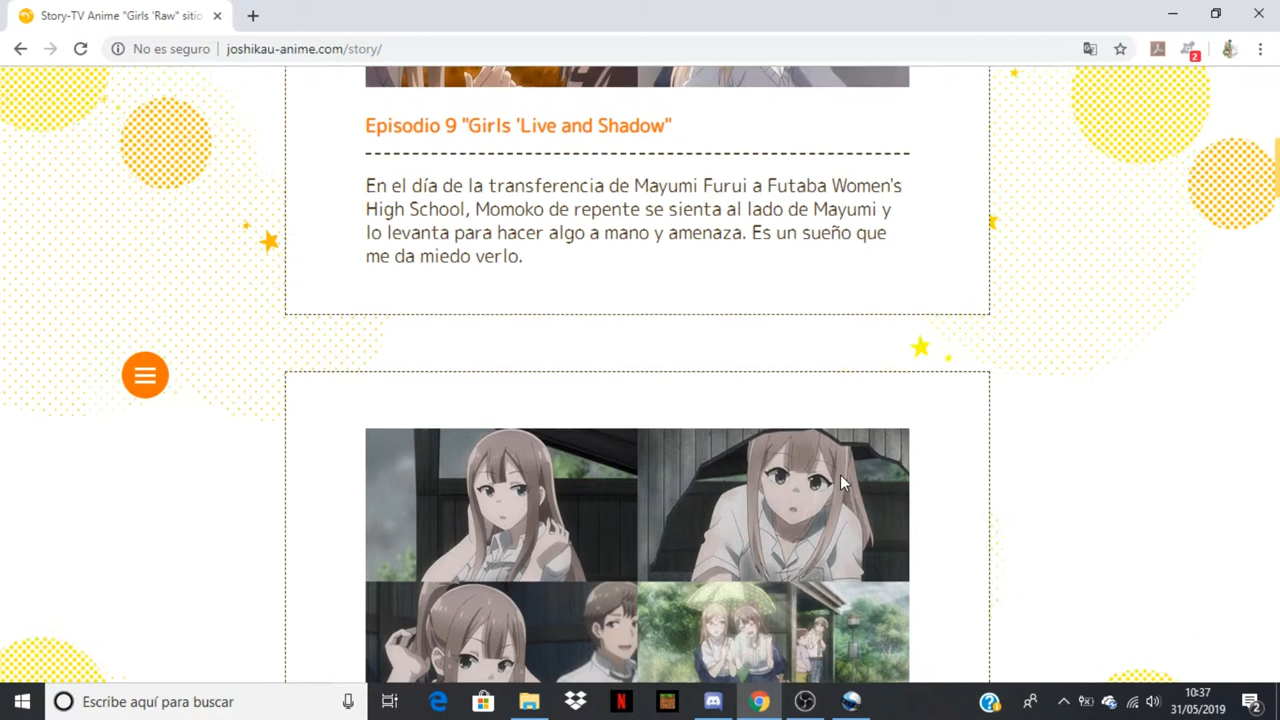 Story-TV Anime "Girls 'Raw" sitio
No es seguro
joshikau-anime.com/story/
2
Episodio 9 "Girls 'Live and Shadow"
En el día de la transferencia de Mayumi Furui a Futaba Women's
High School, Momoko de repente se sienta al lado de Mayumi y
lo levanta para hacer algo a mano y amenaza. Es un sueño que
me da miedo verlo.
Escribe aquí para buscar
10:37
31/05/2019
2